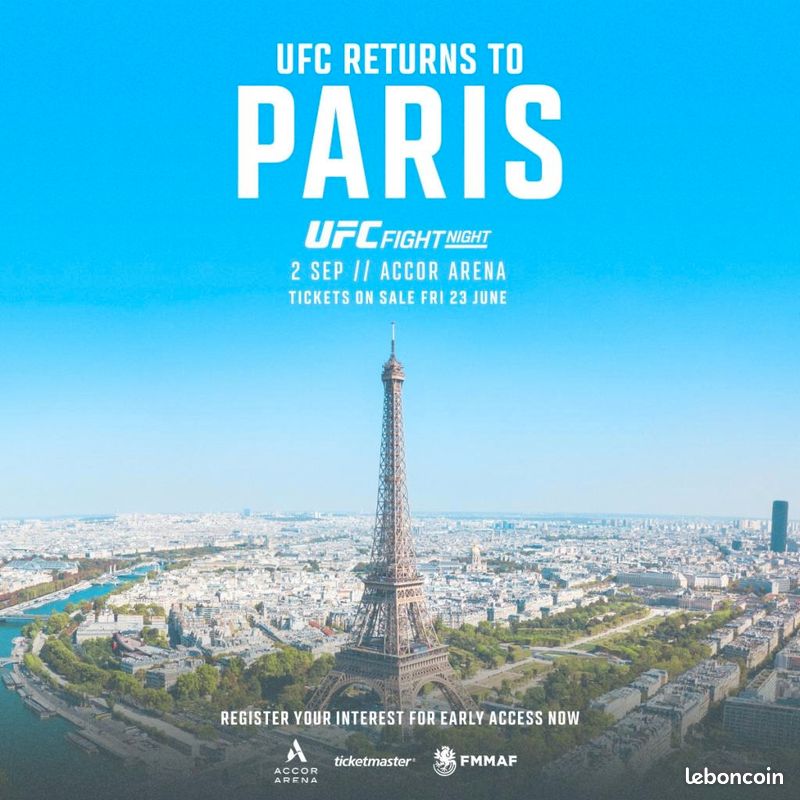 UFC RETURNS TO
PARIS
UFC FIGHT NIGHT
2 SEP // ACCOR ARENA
TICKETS ON SALE FRI 23 JUNE
REGISTER YOUR INTEREST FOR EARLY ACCESS NOW
ACCOR
ARENA
ticketmaster®
FMMAF
leboncoin